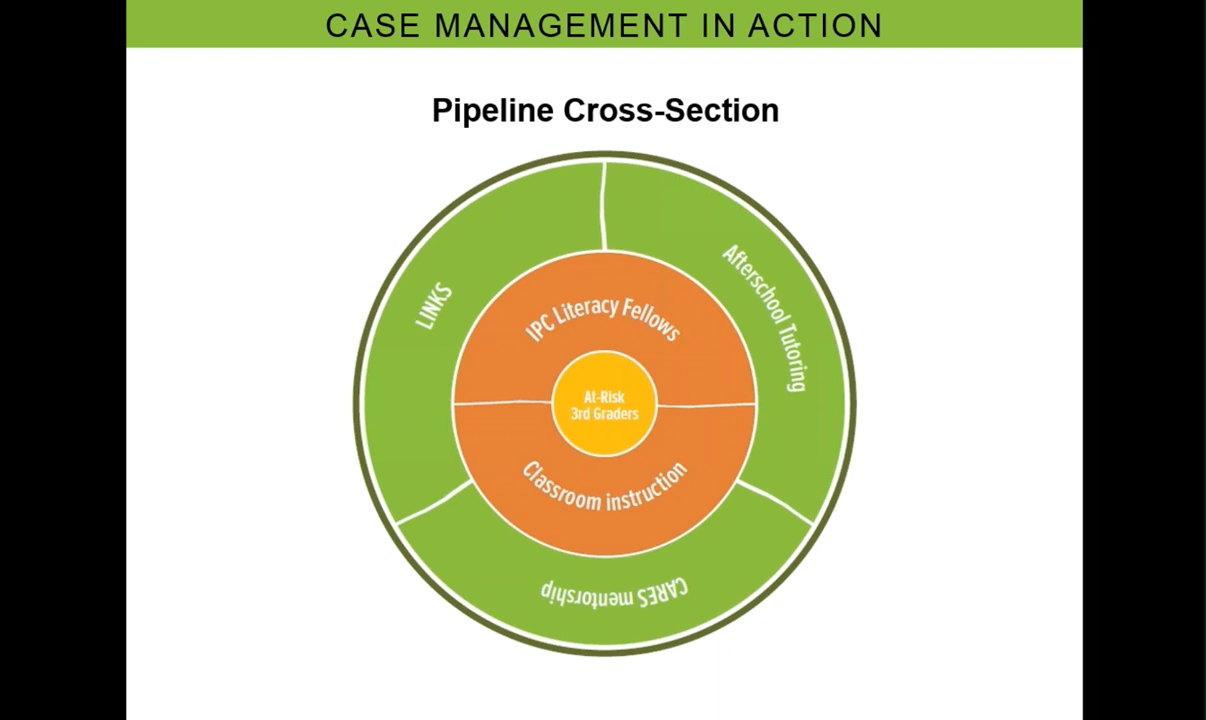 CASE MANAGEMENT IN ACTION
Pipeline Cross-Section
LINKS
Afterschool Tutoring
IPC Literacy Fellows
At-Risk
3rd Graders
Classroom instruction
CARES mentorship